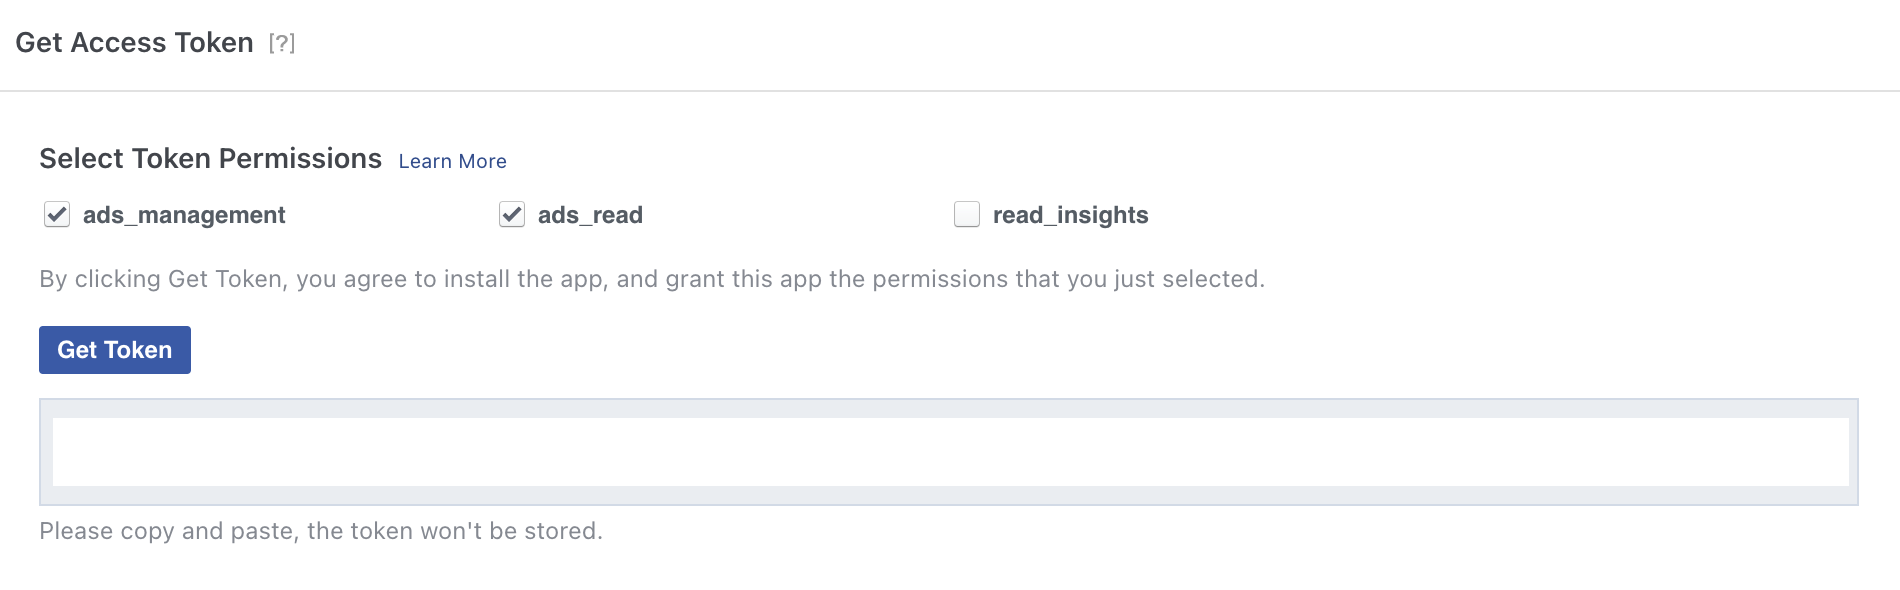 Get Access Token [?]
Select Token Permissions Learn More
ads_management ads_read read_insights
By clicking Get Token, you agree to install the app, and grant this app the permissions that you just selected.
Get Token
Please copy and paste, the token won't be stored.